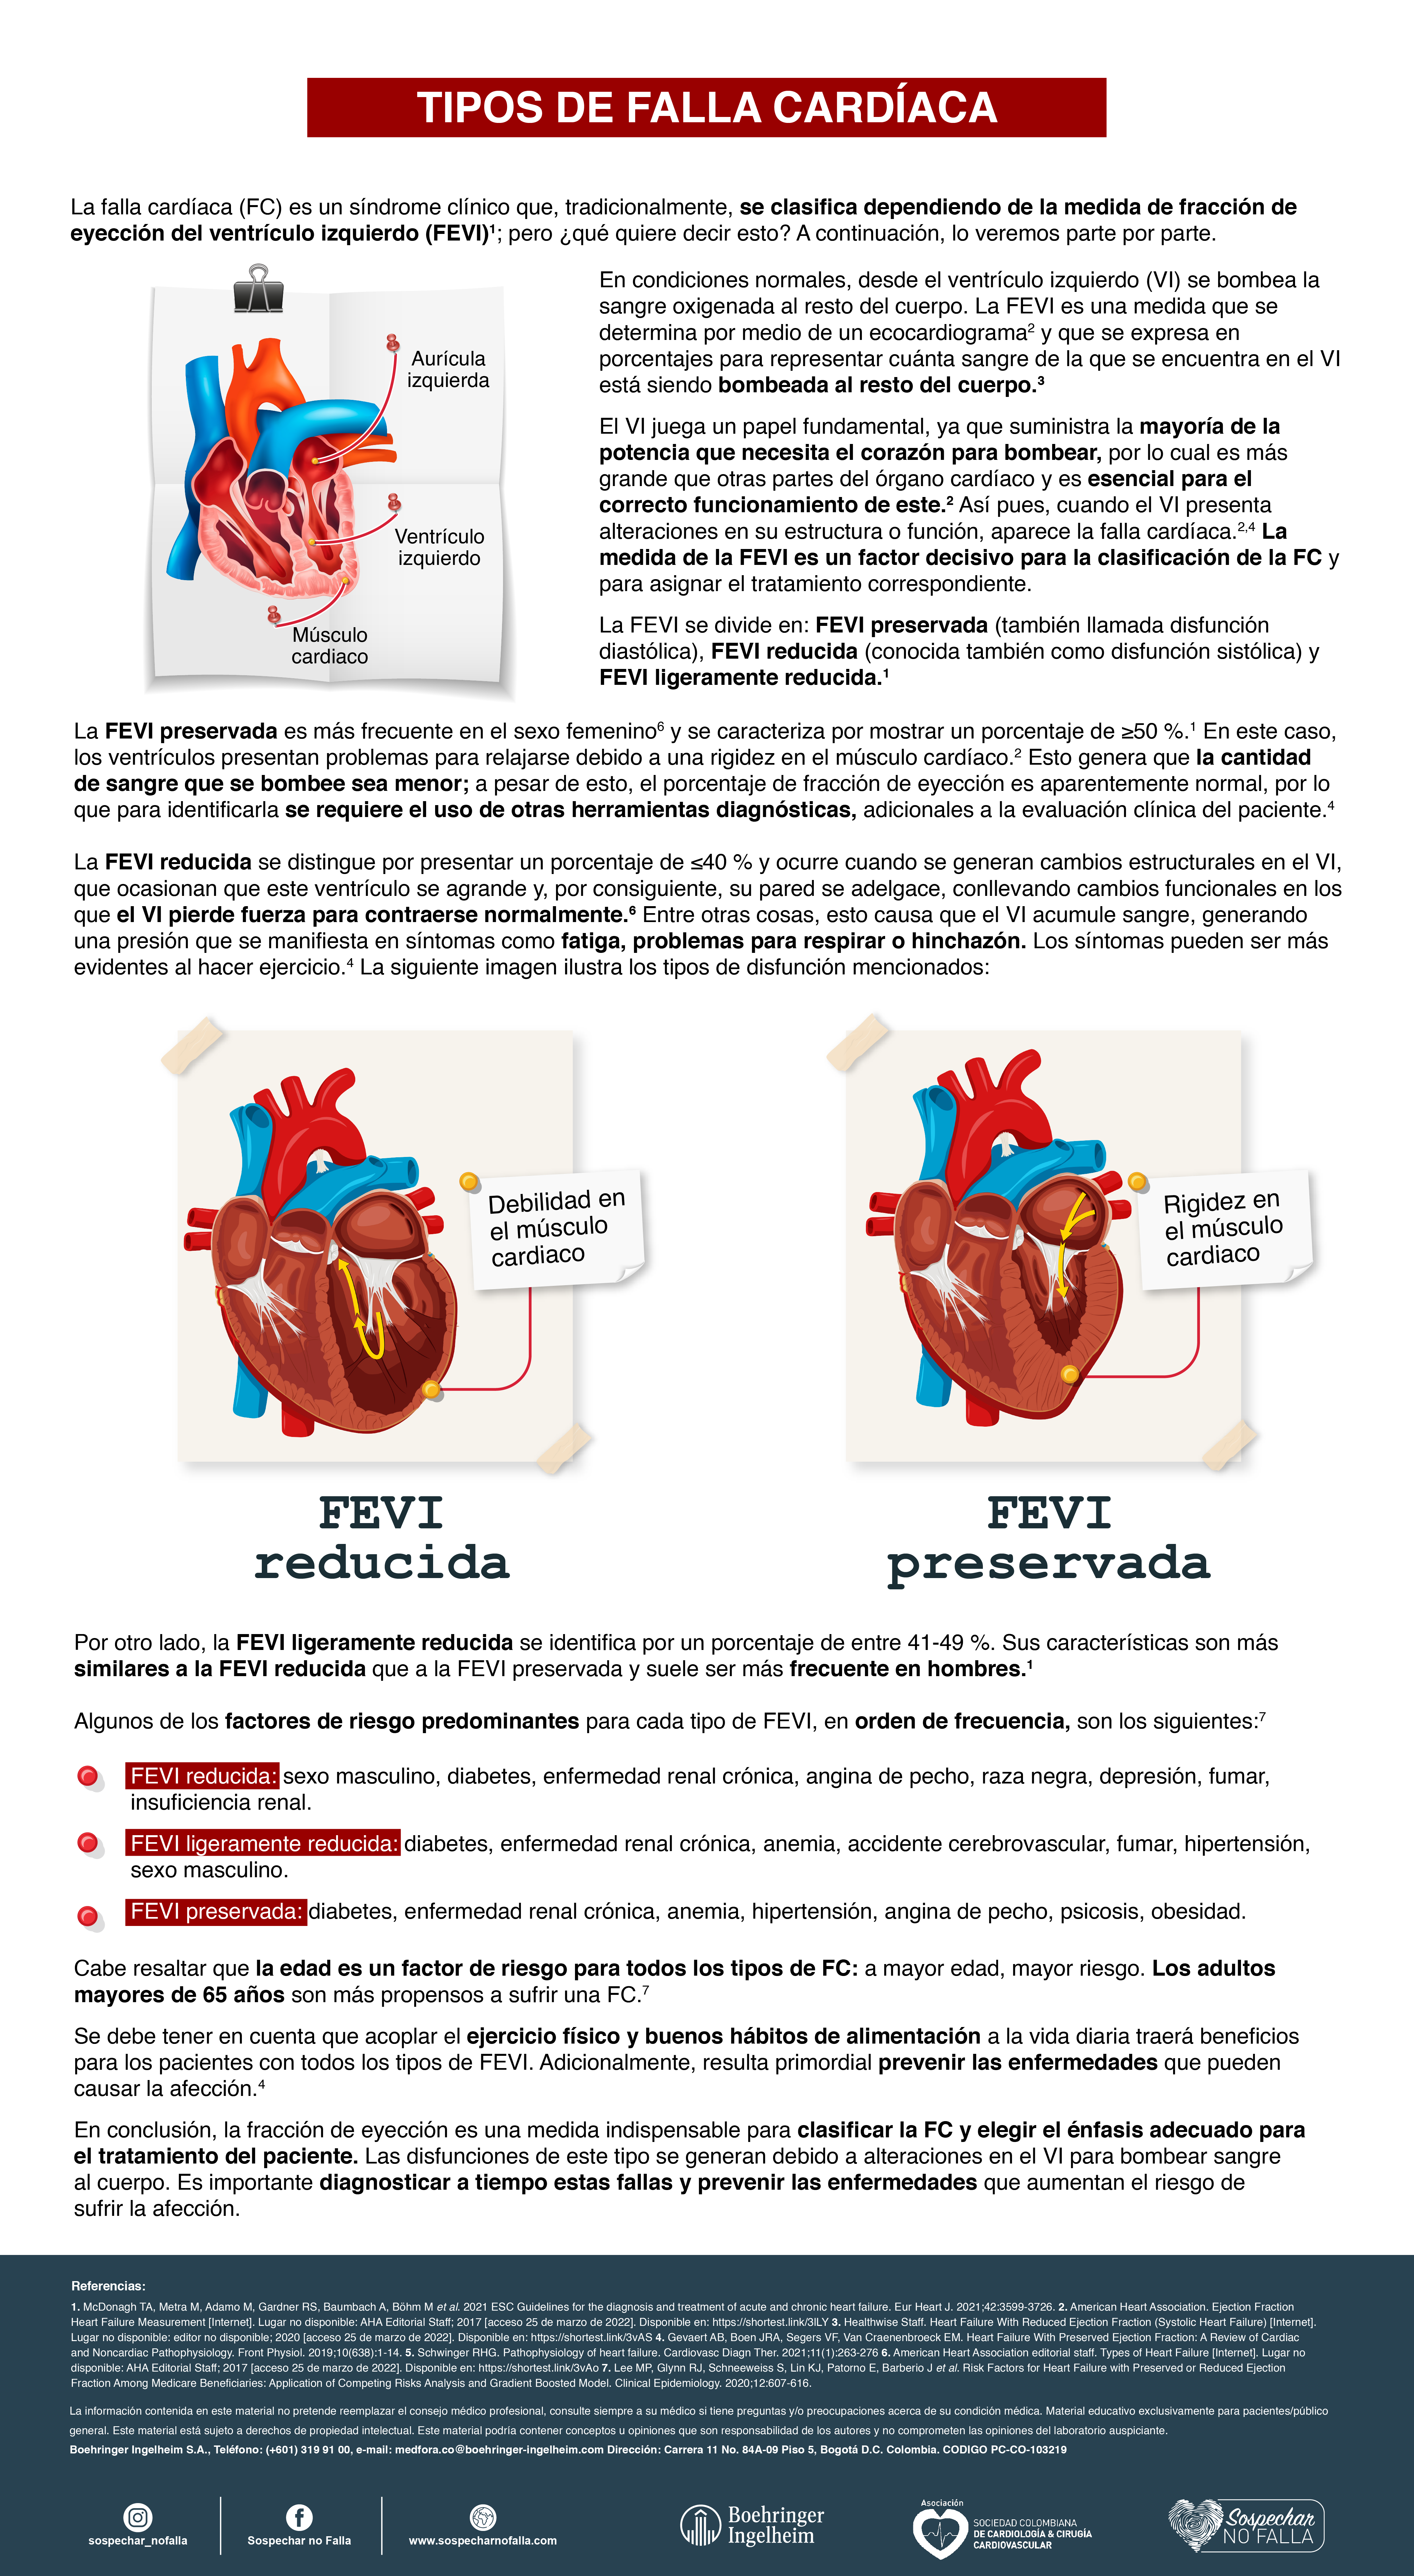 TIPOS DE FALLA CARDÍACA
La falla cardíaca (FC) es un síndrome clínico que, tradicionalmente, se clasifica dependiendo de la medida de fracción de
eyección del ventrículo izquierdo (FEVI)¹; pero ¿qué quiere decir esto? A continuación, lo veremos parte por parte.
Aurícula
izquierda
Ventrículo
izquierdo
Músculo
cardiaco
En condiciones normales, desde el ventrículo izquierdo (VI) se bombea la
sangre oxigenada al resto del cuerpo. La FEVI es una medida que se
determina por medio de un ecocardiograma² y que se expresa en
porcentajes para representar cuánta sangre de la que se encuentra en el VI
está siendo bombeada al resto del cuerpo.³
El VI juega un papel fundamental, ya que suministra la mayoría de la
potencia que necesita el corazón para bombear, por lo cual es más
grande que otras partes del órgano cardíaco y es esencial para el
correcto funcionamiento de este.² Así pues, cuando el VI presenta
alteraciones en su estructura o función, aparece la falla cardíaca.²,⁴ La
medida de la FEVI es un factor decisivo para la clasificación de la FC y
para asignar el tratamiento correspondiente.
La FEVI se divide en: FEVI preservada (también llamada disfunción
diastólica), FEVI reducida (conocida también como disfunción sistólica) y
FEVI ligeramente reducida.¹
La FEVI preservada es más frecuente en el sexo femenino⁶ y se caracteriza por mostrar un porcentaje de ≥50 %.¹ En este caso,
los ventrículos presentan problemas para relajarse debido a una rigidez en el músculo cardíaco.² Esto genera que la cantidad
de sangre que se bombee sea menor; a pesar de esto, el porcentaje de fracción de eyección es aparentemente normal, por lo
que para identificarla se requiere el uso de otras herramientas diagnósticas, adicionales a la evaluación clínica del paciente.⁴
La FEVI reducida se distingue por presentar un porcentaje de ≤40 % y ocurre cuando se generan cambios estructurales en el VI,
que ocasionan que este ventrículo se agrande y, por consiguiente, su pared se adelgace, conllevando cambios funcionales en los
que el VI pierde fuerza para contraerse normalmente.⁶ Entre otras cosas, esto causa que el VI acumule sangre, generando
una presión que se manifiesta en síntomas como fatiga, problemas para respirar o hinchazón. Los síntomas pueden ser más
evidentes al hacer ejercicio.⁴ La siguiente imagen ilustra los tipos de disfunción mencionados:
Debilidad en
el músculo
cardiaco
FEVI
reducida
Rigidez en
el músculo
cardiaco
FEVI
preservada
Por otro lado, la FEVI ligeramente reducida se identifica por un porcentaje de entre 41-49 %. Sus características son más
similares a la FEVI reducida que a la FEVI preservada y suele ser más frecuente en hombres.¹
Algunos de los factores de riesgo predominantes para cada tipo de FEVI, en orden de frecuencia, son los siguientes:⁷
FEVI reducida: sexo masculino, diabetes, enfermedad renal crónica, angina de pecho, raza negra, depresión, fumar,
insuficiencia renal.
FEVI ligeramente reducida: diabetes, enfermedad renal crónica, anemia, accidente cerebrovascular, fumar, hipertensión,
sexo masculino.
FEVI preservada: diabetes, enfermedad renal crónica, anemia, hipertensión, angina de pecho, psicosis, obesidad.
Cabe resaltar que la edad es un factor de riesgo para todos los tipos de FC: a mayor edad, mayor riesgo. Los adultos
mayores de 65 años son más propensos a sufrir una FC.⁷
Se debe tener en cuenta que acoplar el ejercicio físico y buenos hábitos de alimentación a la vida diaria traerá beneficios
para los pacientes con todos los tipos de FEVI. Adicionalmente, resulta primordial prevenir las enfermedades que pueden
causar la afección.⁴
En conclusión, la fracción de eyección es una medida indispensable para clasificar la FC y elegir el énfasis adecuado para
el tratamiento del paciente. Las disfunciones de este tipo se generan debido a alteraciones en el VI para bombear sangre
al cuerpo. Es importante diagnosticar a tiempo estas fallas y prevenir las enfermedades que aumentan el riesgo de
sufrir la afección.
Referencias:
1. McDonagh TA, Metra M, Adamo M, Gardner RS, Baumbach A, Böhm M et al. 2021 ESC Guidelines for the diagnosis and treatment of acute and chronic heart failure. Eur Heart J. 2021;42:3599-3726. 2. American Heart Association. Ejection Fraction
Heart Failure Measurement [Internet]. Lugar no disponible: AHA Editorial Staff; 2017 [acceso 25 de marzo de 2022]. Disponible en: https://shortest.link/3lLY 3. Healthwise Staff. Heart Failure With Reduced Ejection Fraction (Systolic Heart Failure) [Internet].
Lugar no disponible: editor no disponible; 2020 [acceso 25 de marzo de 2022]. Disponible en: https://shortest.link/3vAS 4. Gevaert AB, Boen JRA, Segers VF, Van Craenenbroeck EM. Heart Failure With Preserved Ejection Fraction: A Review of Cardiac
and Noncardiac Pathophysiology. Front Physiol. 2019;10(638):1-14. 5. Schwinger RHG. Pathophysiology of heart failure. Cardiovasc Diagn Ther. 2021;11(1):263-276 6. American Heart Association editorial staff. Types of Heart Failure [Internet]. Lugar no
disponible: AHA Editorial Staff; 2017 [acceso 25 de marzo de 2022]. Disponible en: https://shortest.link/3vAo 7. Lee MP, Glynn RJ, Schneeweiss S, Lin KJ, Patorno E, Barberio J et al. Risk Factors for Heart Failure with Preserved or Reduced Ejection
Fraction Among Medicare Beneficiaries: Application of Competing Risks Analysis and Gradient Boosted Model. Clinical Epidemiology. 2020;12:607-616.
La información contenida en este material no pretende reemplazar el consejo médico profesional, consulte siempre a su médico si tiene preguntas y/o preocupaciones acerca de su condición médica. Material educativo exclusivamente para pacientes/público
general. Este material está sujeto a derechos de propiedad intelectual. Este material podría contener conceptos u opiniones que son responsabilidad de los autores y no comprometen las opiniones del laboratorio auspiciante.
Boehringer Ingelheim S.A., Teléfono: (+601) 319 91 00, e-mail: medfora.co@boehringer-ingelheim.com Dirección: Carrera 11 No. 84A-09 Piso 5, Bogotá D.C. Colombia. CODIGO PC-CO-103219
sospechar_nofalla
Sospechar no Falla
www.sospecharnofalla.com
Boehringer
Ingelheim
Asociación
SOCIEDAD COLOMBIANA
DE CARDIOLOGÍA & CIRUGÍA
CARDIOVASCULAR
Sospechar
NO FALLA